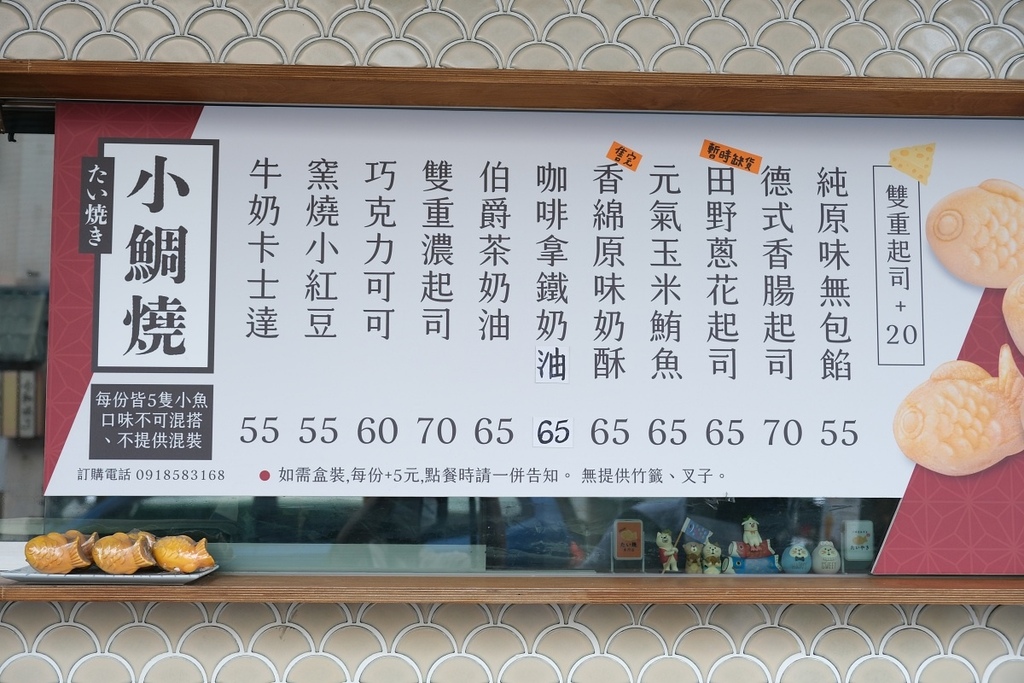 小鯛燒
たい焼き
每份皆5隻小魚
口味不可混搭
、不提供混裝
訂購電話 0918583168
牛奶卡士達
55
窯燒小紅豆
55
巧克力可可
60
雙重濃起司
70
伯爵茶奶油
65
咖啡拿鐵奶油
65
售完
香綿原味奶酥
65
元氣玉米鮪魚
65
暫時缺貨
田野蔥花起司
65
德式香腸起司
70
純原味無包餡
55
雙重起司+20
●如需盒裝,每份+5元,點餐時請一併告知。 無提供竹籤、叉子。